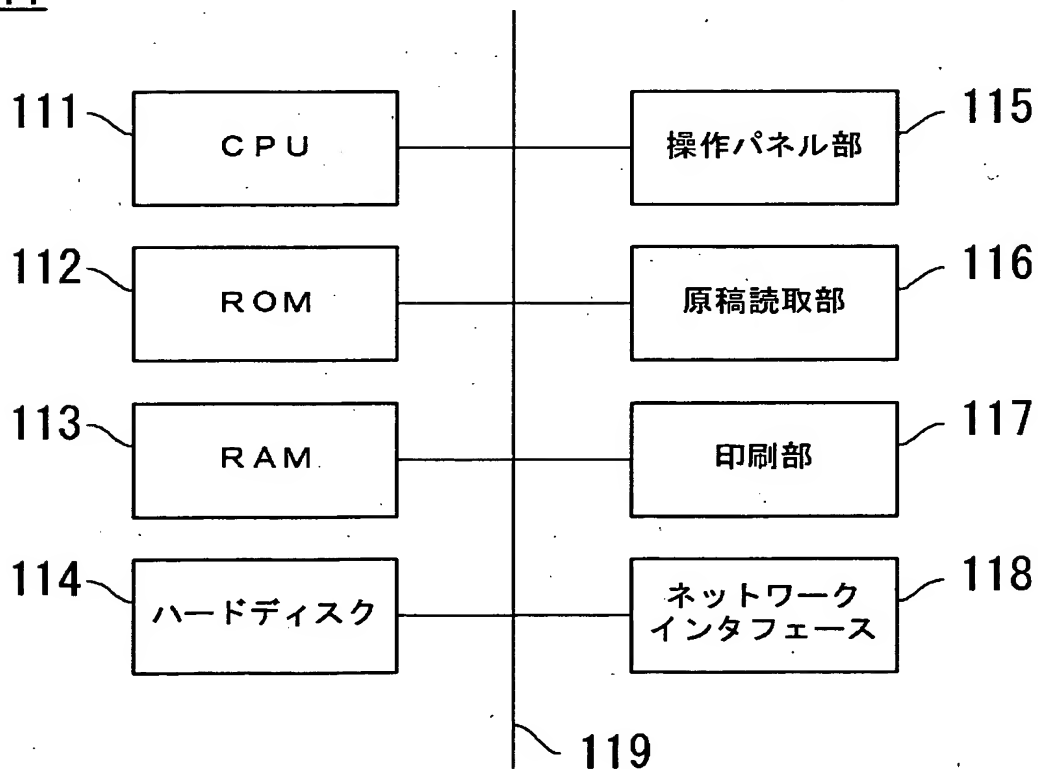 11
111
CPU
115
操作パネル部
112
ROM
116
原稿読取部
113
RAM
117
印刷部
114
ハードディスク
118
ネットワーク
インタフェース
119